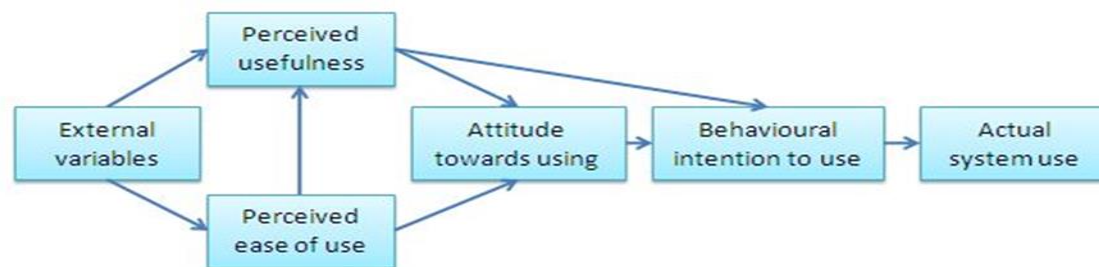 Perceived
usefulness
External
variables
Attitude
towards using
Behavioural
intention to use
Actual
system use
Perceived
ease of use